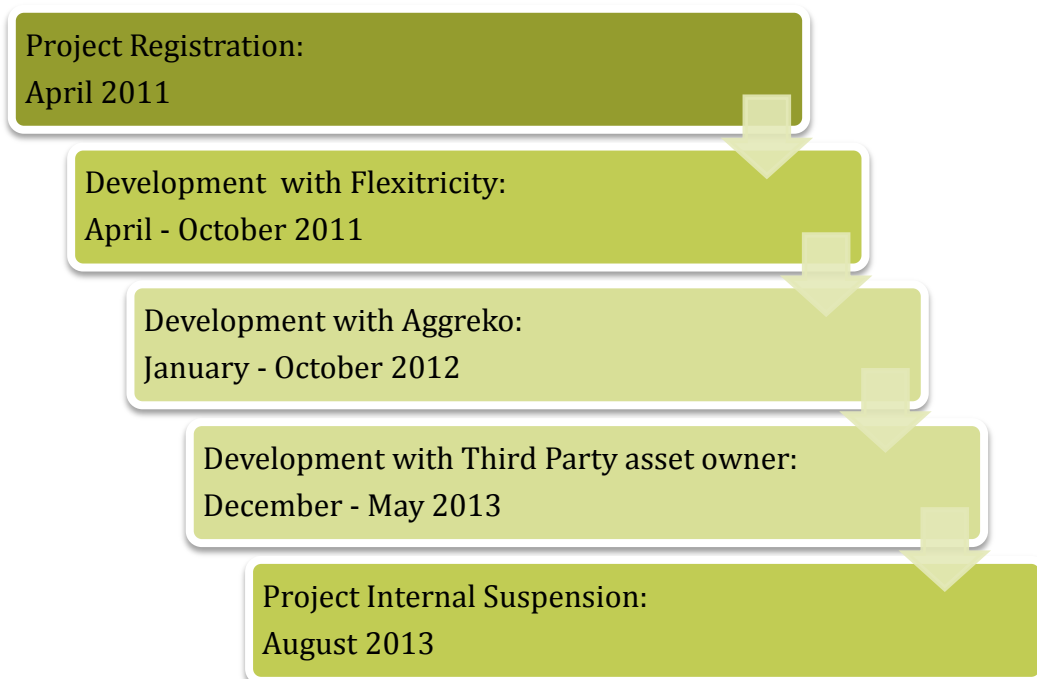 Project Registration:
April 2011
Development  with Flexitricity:
April - October 2011
Development with Aggreko:
January - October 2012
Development with Third Party asset owner:
December - May 2013
Project Internal Suspension:
August 2013